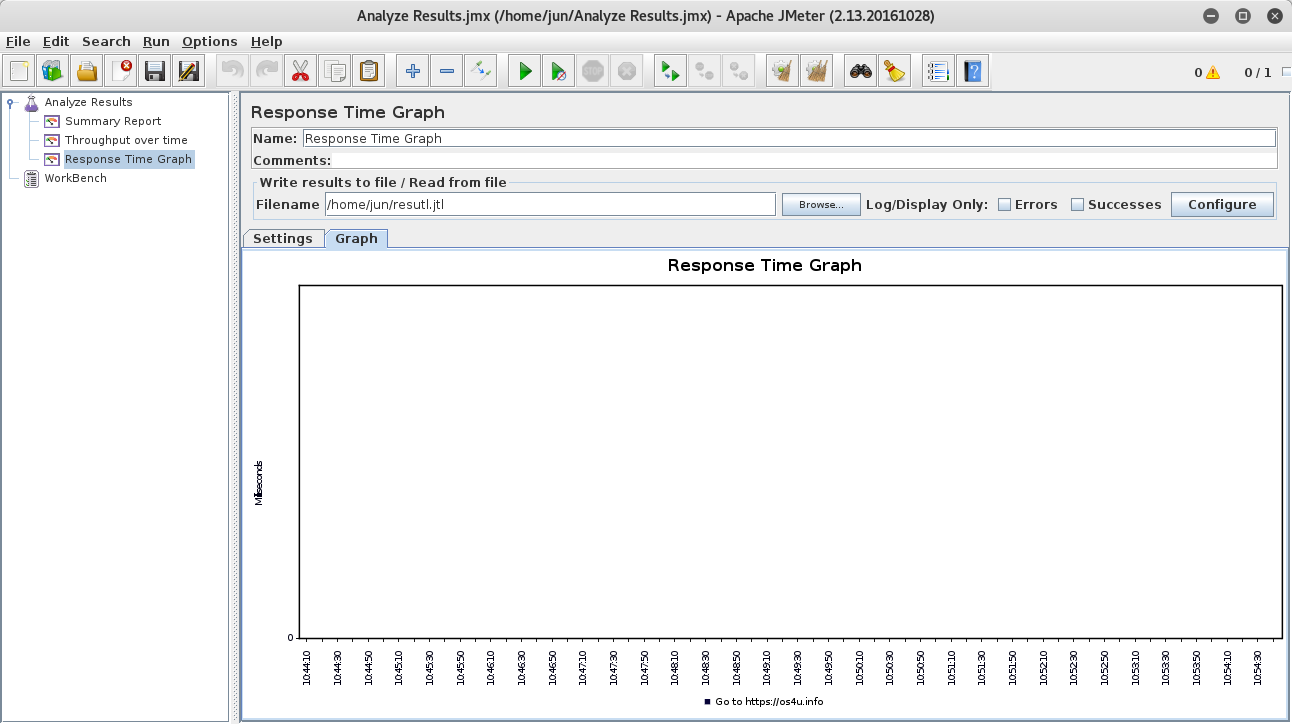 Analyze Results.jmx (/home/jun/Analyze Results.jmx) - Apache JMeter (2.13.20161028)
File Edit Search Run Options Help
STOP
0 0 / 1
Analyze Results
Summary Report
Throughput over time
Response Time Graph
WorkBench
Response Time Graph
Name: Response Time Graph
Comments:
Write results to file / Read from file
Filename /home/jun/resutl.jtl Browse... Log/Display Only: Errors Successes Configure
Settings Graph
Response Time Graph
Milliseconds
0
10:44:10 10:44:30 10:44:50 10:45:10 10:45:30 10:45:50 10:46:10 10:46:30 10:46:50 10:47:10 10:47:30 10:47:50 10:48:10 10:48:30 10:48:50 10:49:10 10:49:30 10:49:50 10:50:10 10:50:30 10:50:50 10:51:10 10:51:30 10:51:50 10:52:10 10:52:30 10:52:50 10:53:10 10:53:30 10:53:50 10:54:10 10:54:30
Go to https://os4u.info